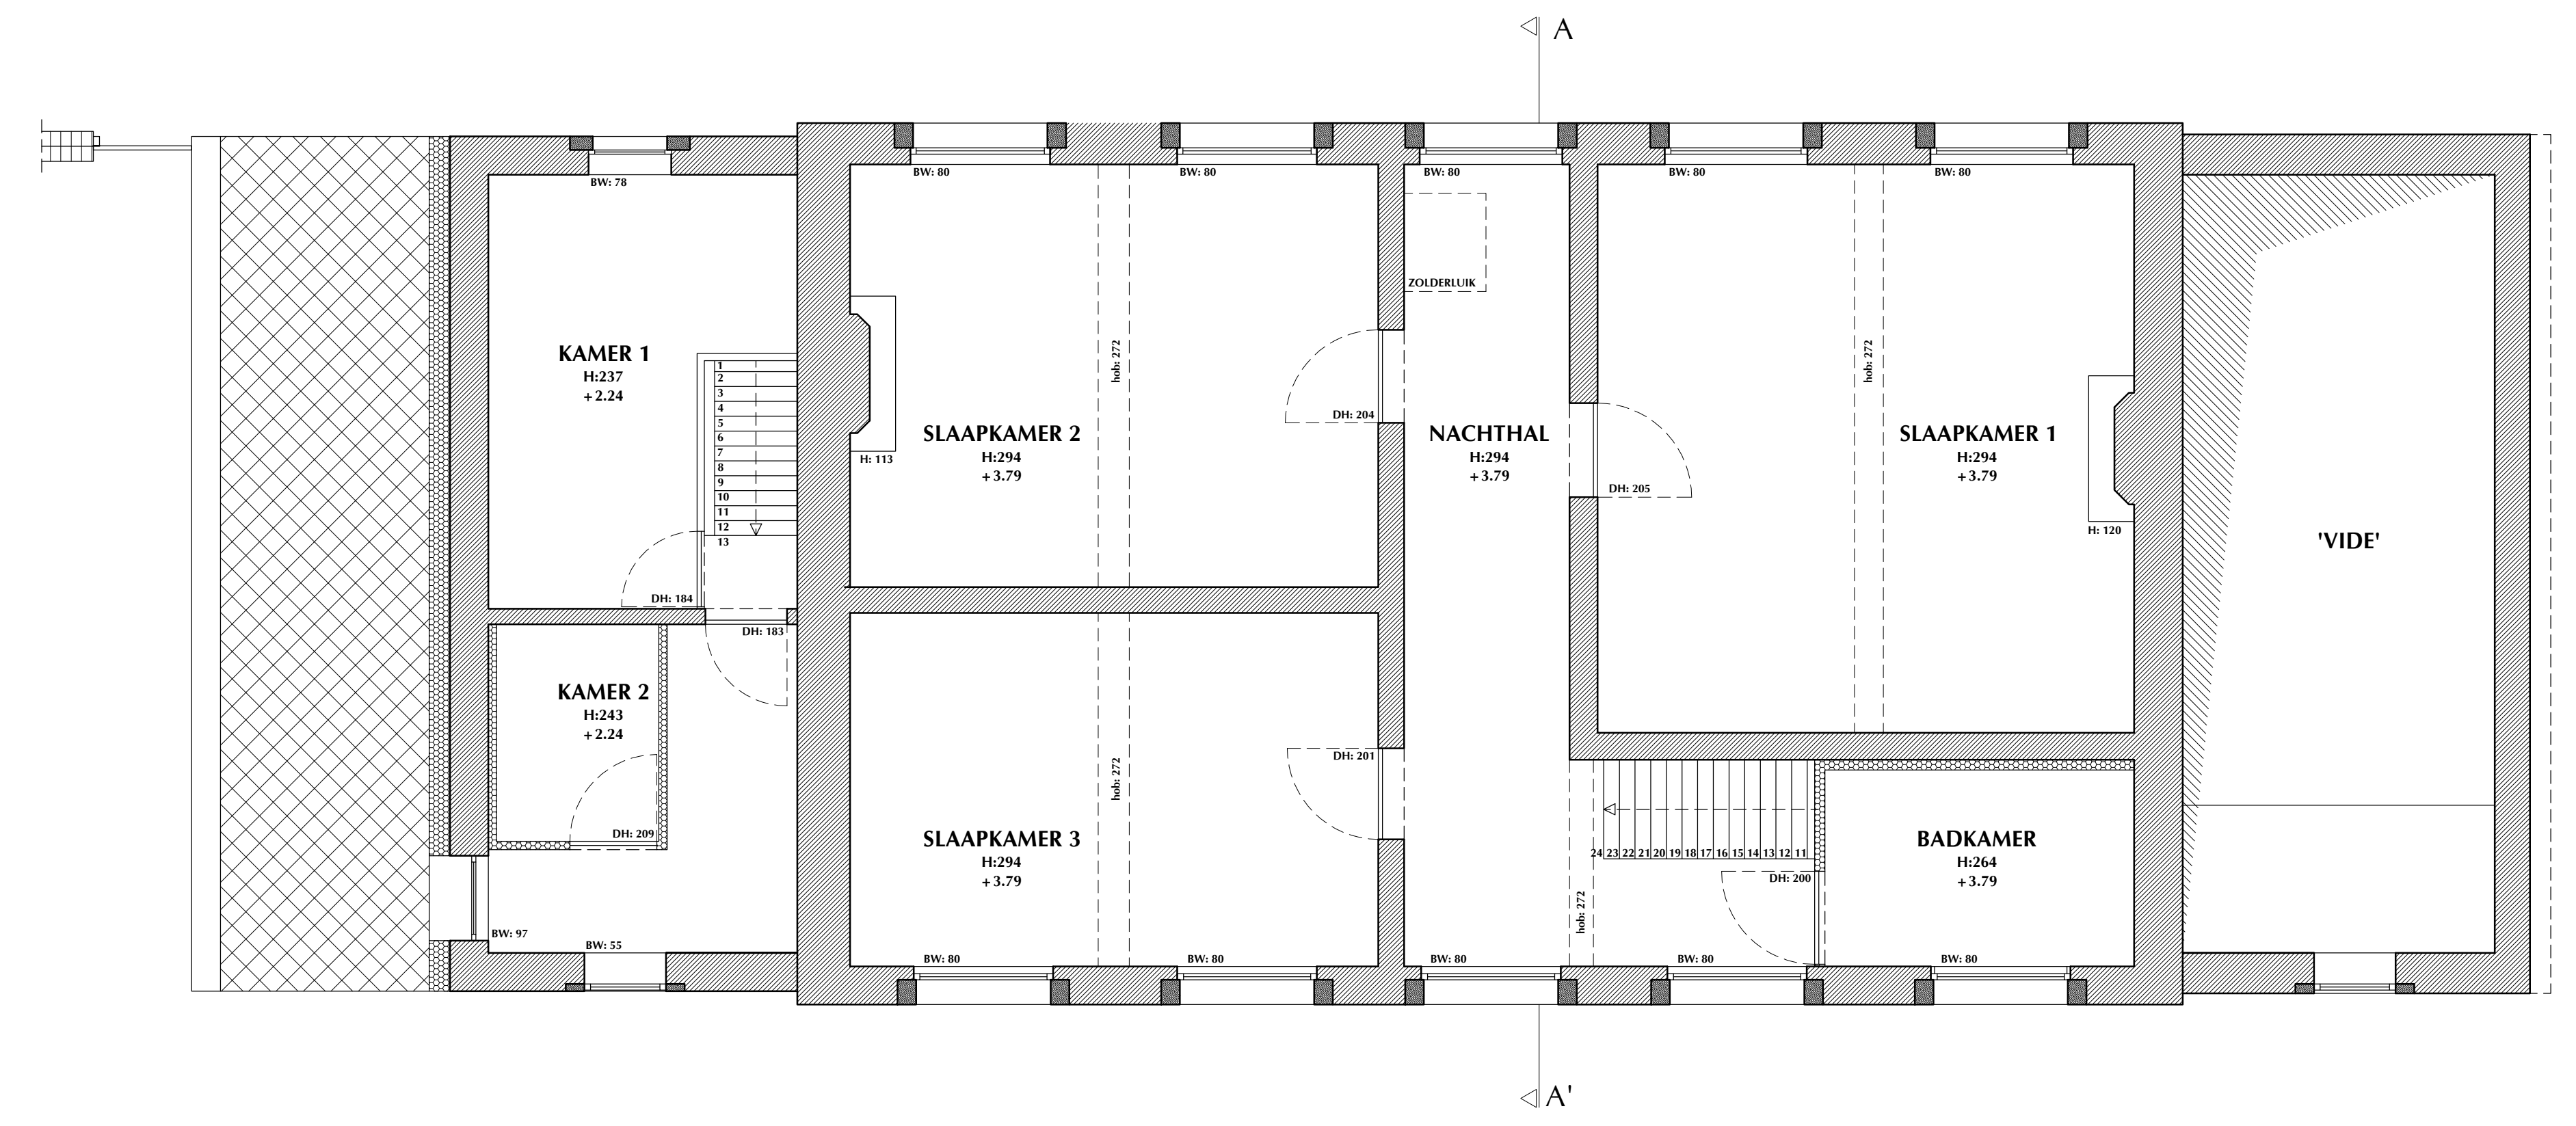 A
BW: 78
BW: 80
BW: 80
BW: 80
BW: 80
BW: 80
ZOLDERLUIK
KAMER 1
H:237
+2.24
1
2
3
4
5
6
7
8
9
10
11
12
13
DH: 184
DH: 183
hob: 272
DH: 204
SLAAPKAMER 2
H:294
+3.79
H: 113
NACHTHAL
H:294
+3.79
hob: 272
DH: 205
SLAAPKAMER 1
H:294
+3.79
H: 120
'VIDE'
KAMER 2
H:243
+2.24
DH: 209
BW: 97
BW: 55
hob: 272
DH: 201
SLAAPKAMER 3
H:294
+3.79
24 23 22 21 20 19 18 17 16 15 14 13 12 11
hob: 272
DH: 200
BADKAMER
H:264
+3.79
BW: 80
BW: 80
BW: 80
BW: 80
BW: 80
A'